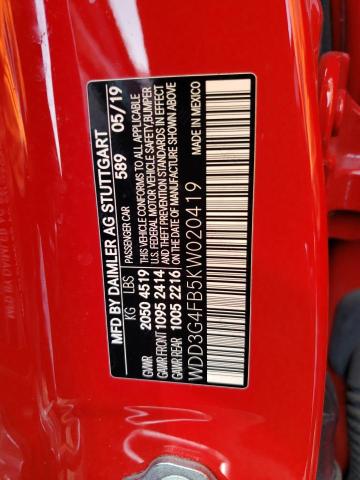 MFD BY DAIMLER AG STUTTGART
PASSENGER CAR 589 05/19
KG LBS
GVWR 2050 4519
GAWR FRONT 1095 2414
GAWR REAR 1005 2216
THIS VEHICLE CONFORMS TO ALL APPLICABLE
U.S. FEDERAL MOTOR VEHICLE SAFETY, BUMPER
AND THEFT PREVENTION STANDARDS IN EFFECT
ON THE DATE OF MANUFACTURE SHOWN ABOVE
WDD3G4FB5KW020419
MADE IN MEXICO